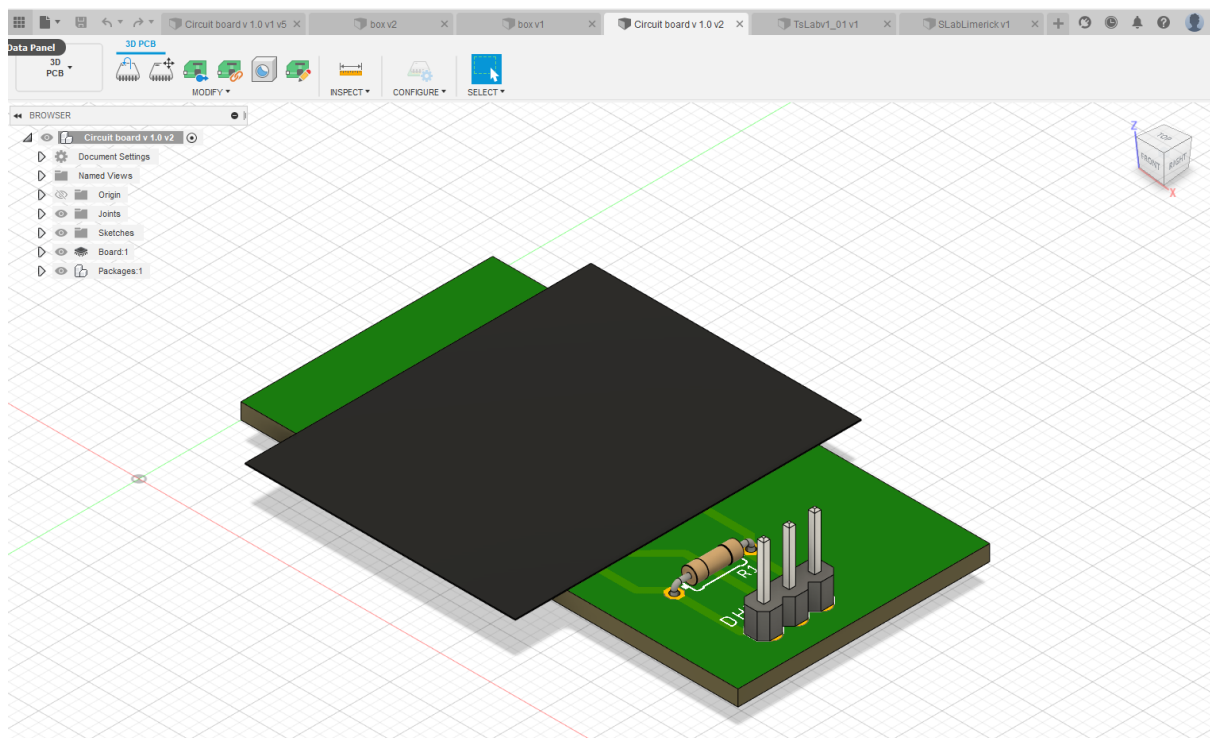 Circuit board v 1.0 v1 v5
box v2
box v1
Circuit board v 1.0 v2
TsLabv1_01 v1
SLabLimerick v1
Data Panel
3D PCB
3D
PCB
MODIFY
INSPECT
CONFIGURE
SELECT
BROWSER
Circuit board v 1.0 v2
Document Settings
Named Views
Origin
Joints
Sketches
Board:1
Packages:1
Z
TOP
FRONT
RIGHT
X
R1
DH